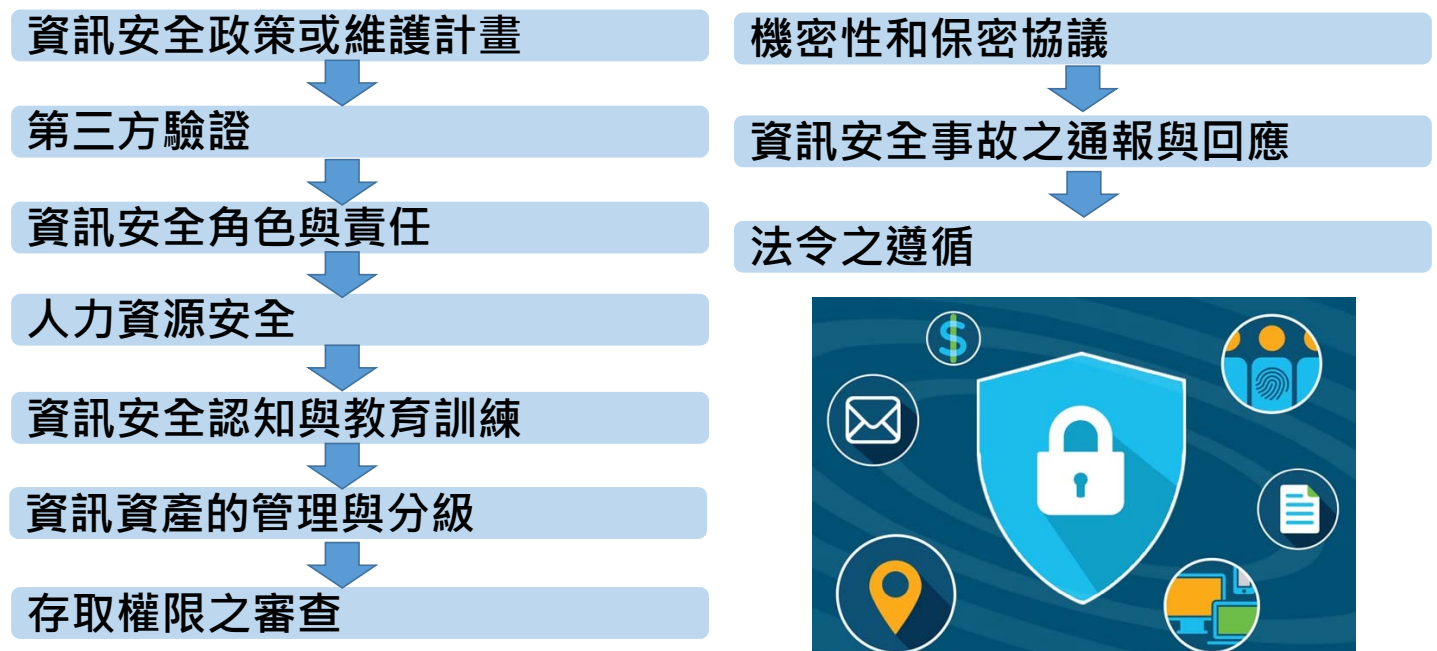 資訊安全政策或維護計畫
第三方驗證
資訊安全角色與責任
人力資源安全
資訊安全認知與教育訓練
資訊資產的管理與分級
存取權限之審查
機密性和保密協議
資訊安全事故之通報與回應
法令之遵循
$